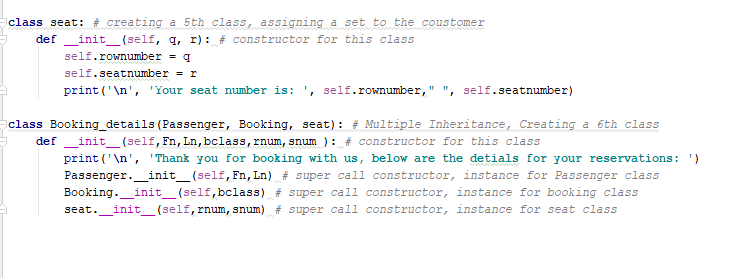 class seat: # creating a 5th class, assigning a set to the coustomer
    def __init__(self, q, r): # constructor for this class
        self.rownumber = q
        self.seatnumber = r
        print('\n', 'Your seat number is: ', self.rownumber," ", self.seatnumber)
class Booking_details(Passenger, Booking, seat): # Multiple Inheritance, Creating a 6th class
    def __init__(self,Fn,Ln,bclass,rnum,snum ): # constructor for this class
        print('\n', 'Thank you for booking with us, below are the detials for your reservations: ')
        Passenger.__init__(self,Fn,Ln) # super call constructor, instance for Passenger class
        Booking.__init__(self,bclass) # super call constructor, instance for booking class
        seat.__init__(self,rnum,snum) # super call constructor, instance for seat class